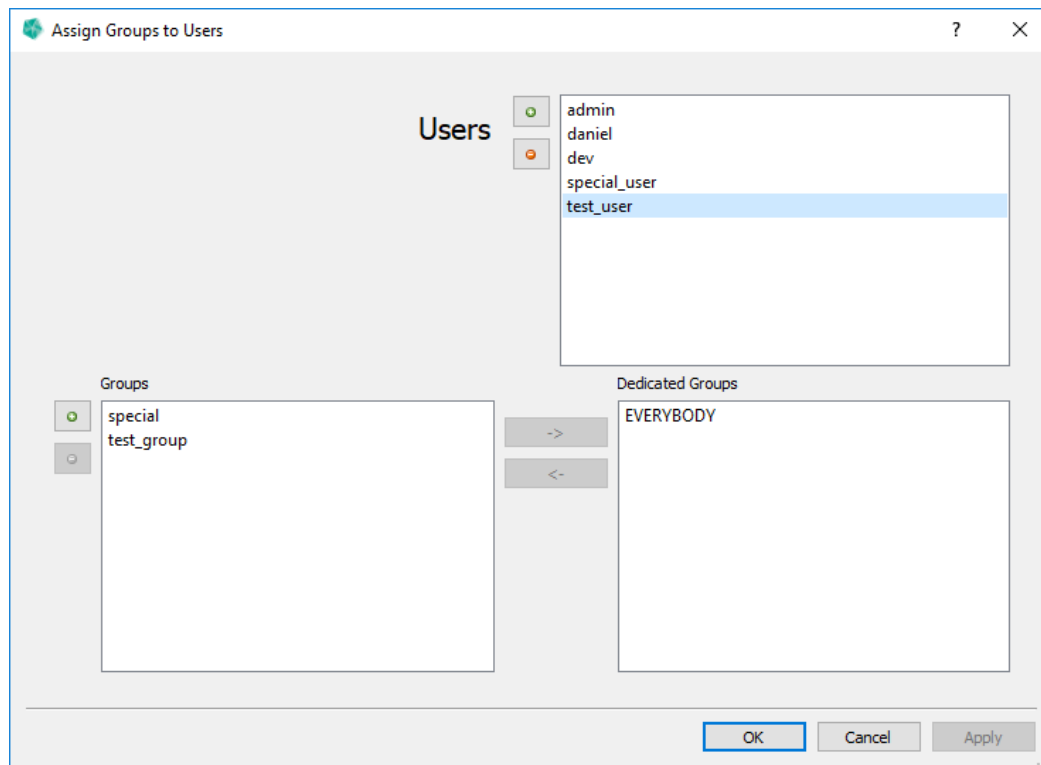 Assign Groups to Users
?
Users
admin
daniel
dev
special_user
test_user
Groups
special
test_group
->
<-
Dedicated Groups
EVERYBODY
OK
Cancel
Apply